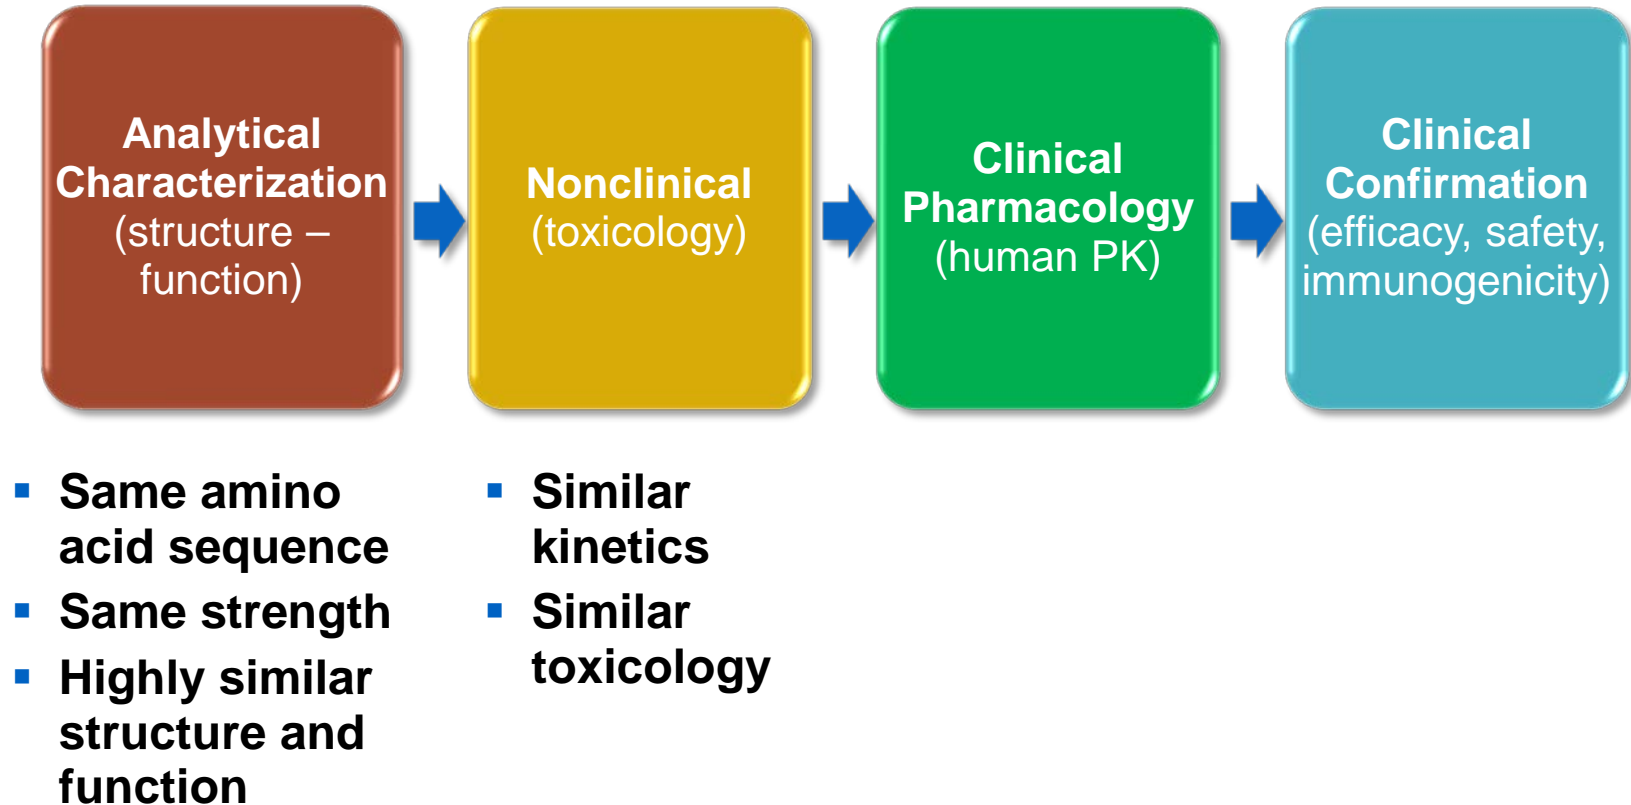 Analytical
Characterization
(structure –
function)
Nonclinical
(toxicology)
Clinical
Pharmacology
(human PK)
Clinical
Confirmation
(efficacy, safety,
immunogenicity)
▪ Same amino
acid sequence
▪ Same strength
▪ Highly similar
structure and
function
▪ Similar
kinetics
▪ Similar
toxicology